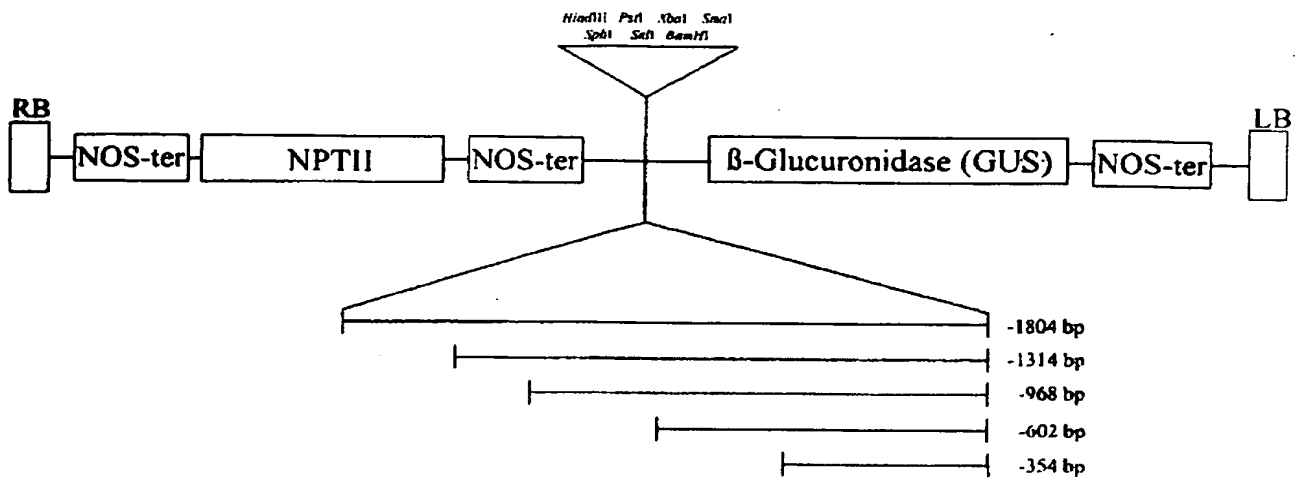 HindIII PstI XbaI SmaI
SphI SalI BamHI
RB
LB
NOS-ter
NPTII
NOS-ter
ß-Glucuronidase (GUS)
NOS-ter
-1804 bp
-1314 bp
-968 bp
-602 bp
-354 bp